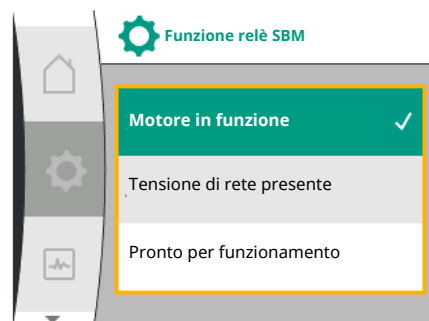 Funzione relè SBM
Motore in funzione
Tensione di rete presente
Pronto per funzionamento